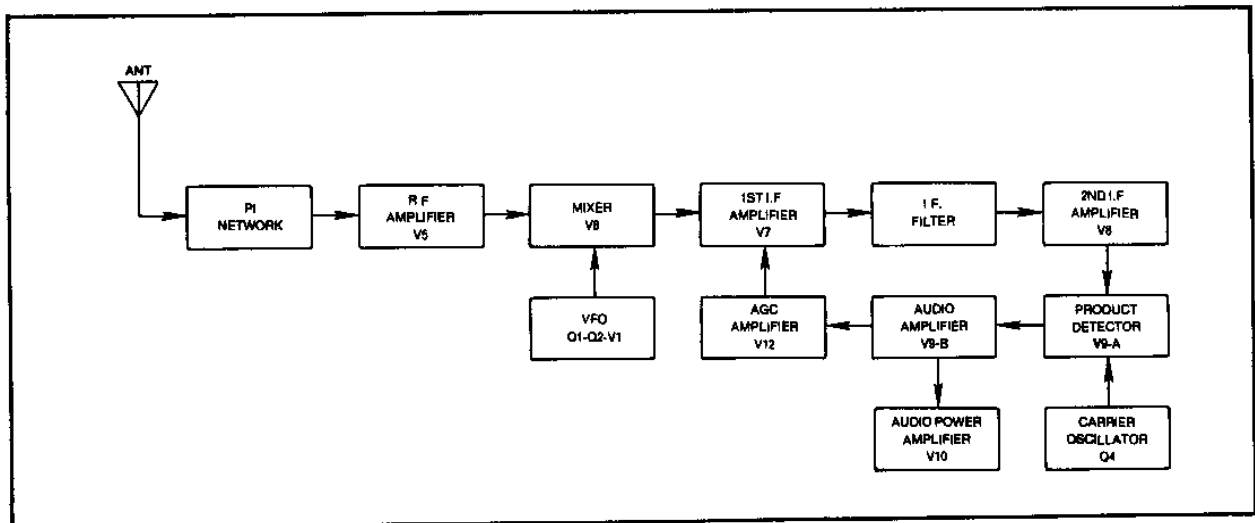 ANT
PI
NETWORK
R F
AMPLIFIER
V5
MIXER
V6
1ST I.F
AMPLIFIER
V7
I F.
FILTER
2ND I.F
AMPLIFIER
V8
VFO
Q1-Q2-V1
AGC
AMPLIFIER
V12
AUDIO
AMPLIFIER
V9-B
PRODUCT
DETECTOR
V9-A
AUDIO POWER
AMPLIFIER
V10
CARRIER
OSCILLATOR
Q4